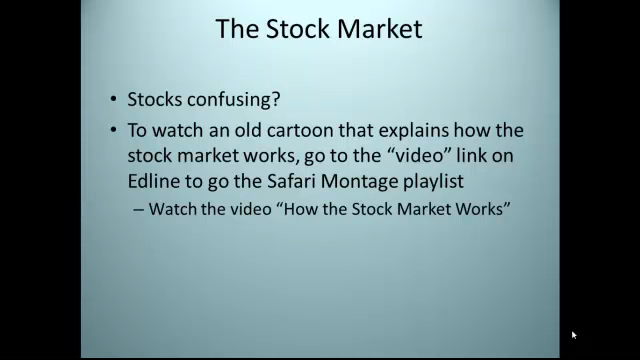 The Stock Market
• Stocks confusing?
• To watch an old cartoon that explains how the
stock market works, go to the “video” link on
Edline to go the Safari Montage playlist
– Watch the video “How the Stock Market Works”